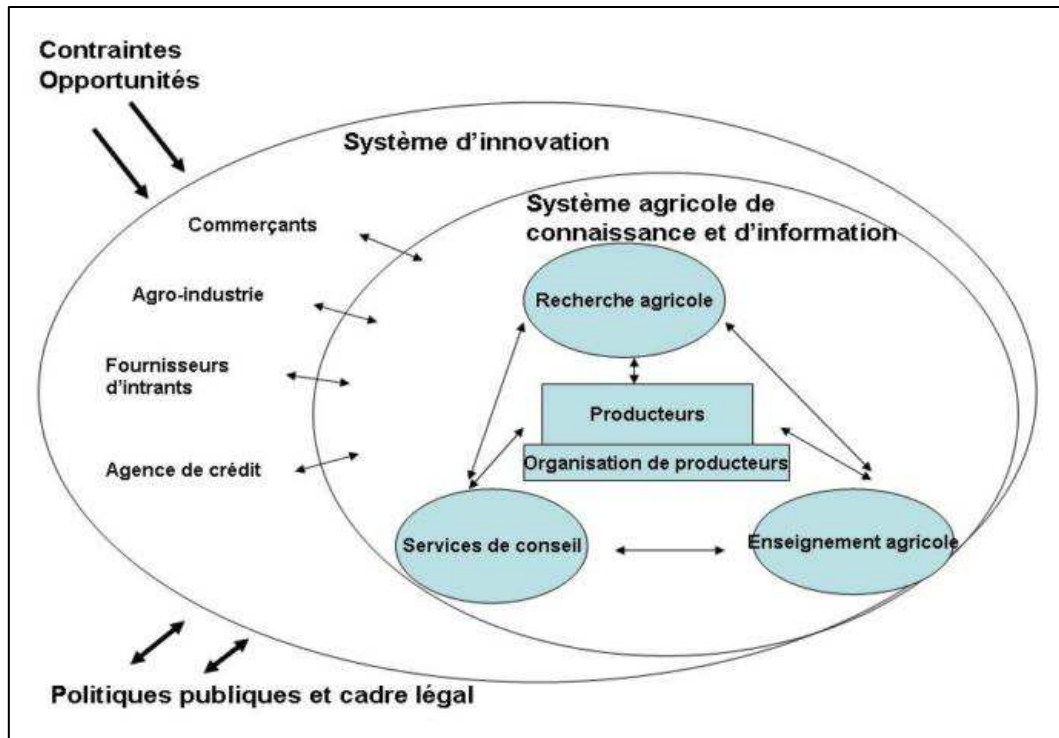 Contraintes
Opportunités
Système d'innovation
Système agricole de
connaissance et d'information
Commerçants
Agro-industrie
Fournisseurs
d'intrants
Agence de crédit
Recherche agricole
Producteurs
Organisation de producteurs
Services de conseil
Enseignement agricole
Politiques publiques et cadre légal